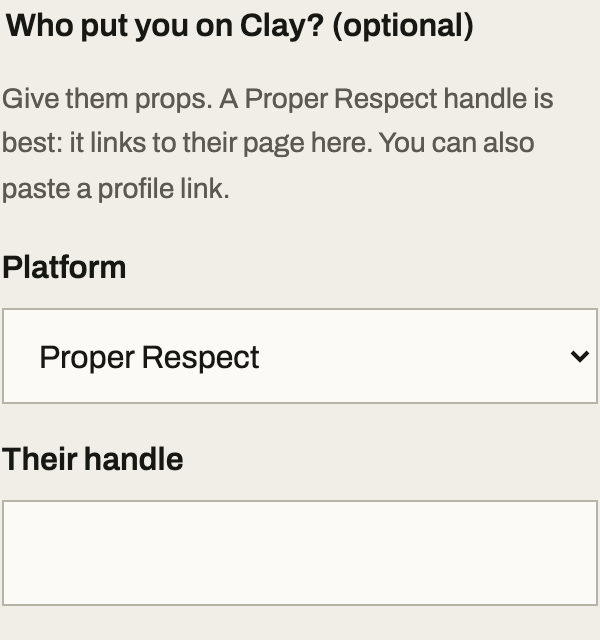 Who put you on Clay? (optional)
Give them props. A Proper Respect handle is
best: it links to their page here. You can also
paste a profile link.
Platform
Proper Respect
Their handle